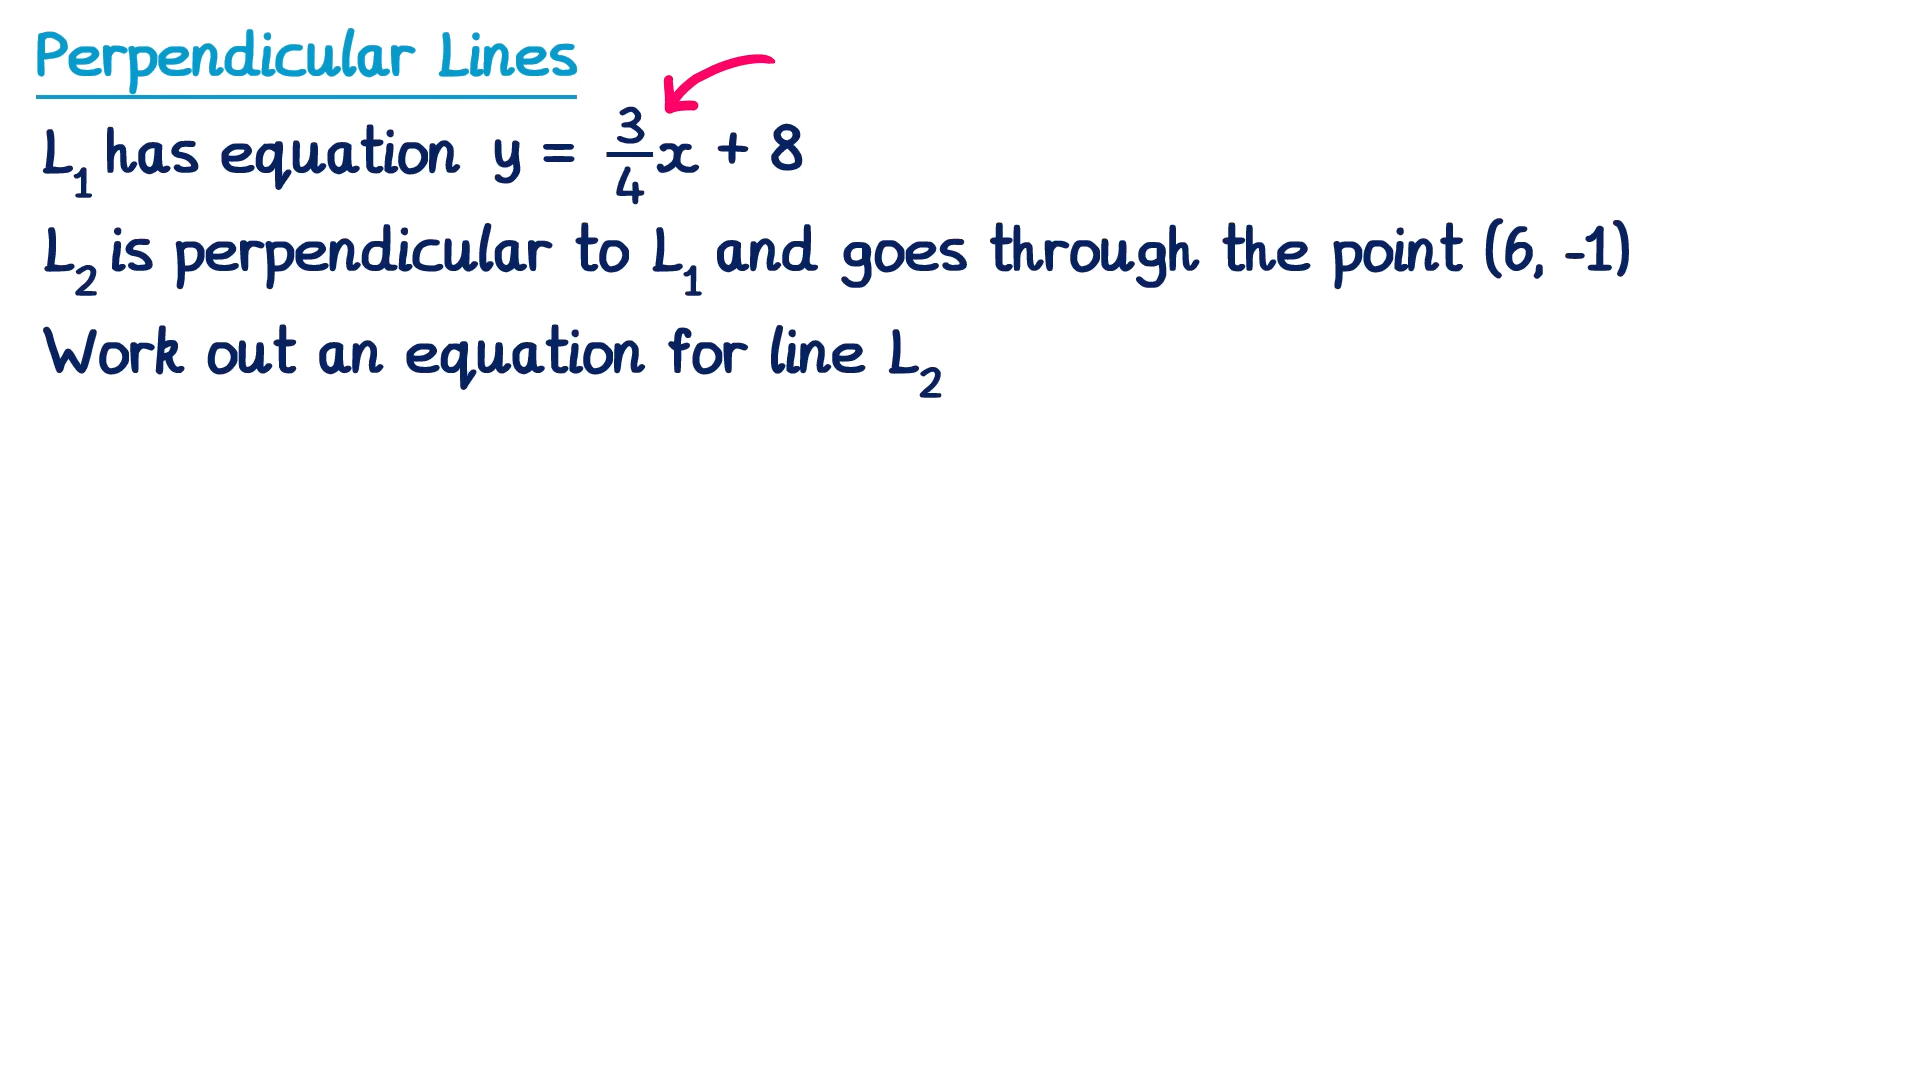 Perpendicular Lines
L₁ has equation y = 3/4 x + 8
L₂ is perpendicular to L₁ and goes through the point (6, -1)
Work out an equation for line L₂